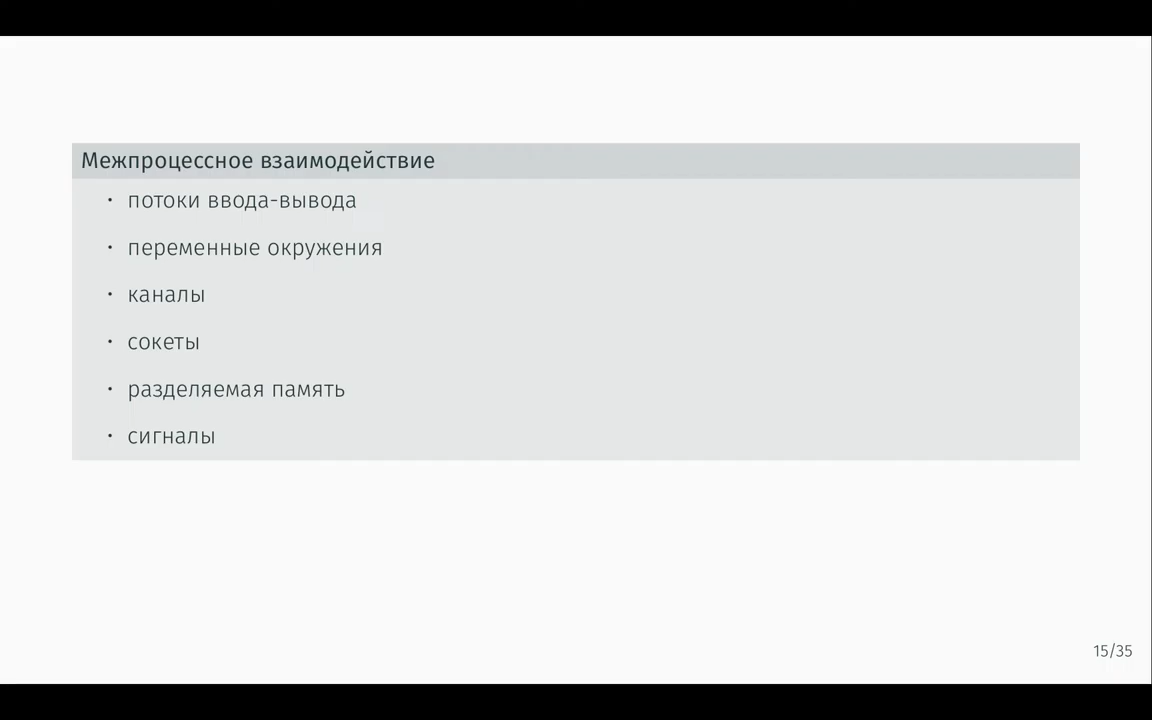 Межпроцессное взаимодействие
• потоки ввода-вывода
• переменные окружения
• каналы
• сокеты
• разделяемая память
• сигналы
15/35